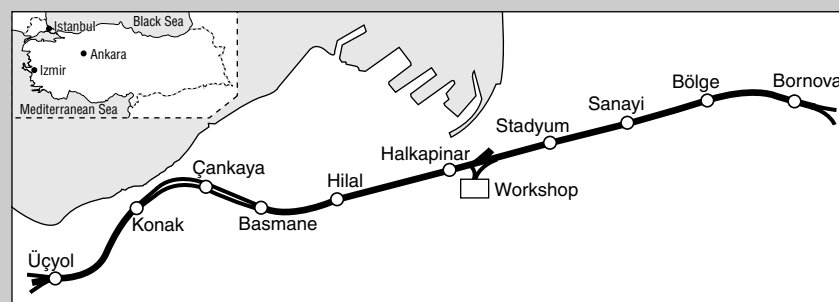 Black Sea
Istanbul
Ankara
Izmir
Mediterranean Sea
Bornova
Bölge
Sanayi
Stadyum
Halkapinar
Workshop
Hilal
Çankaya
Basmane
Konak
Üçyol